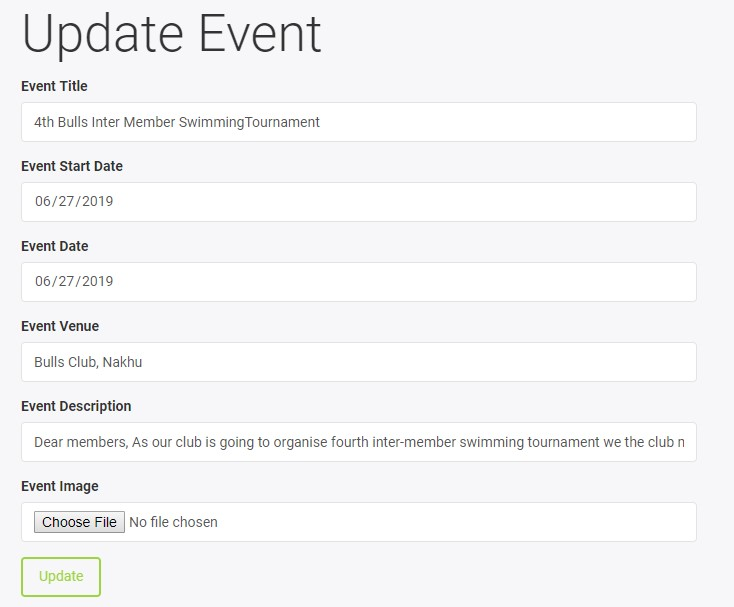 Update Event
Event Title
4th Bulls Inter Member SwimmingTournament
Event Start Date
06/27/2019
Event Date
06/27/2019
Event Venue
Bulls Club, Nakhu
Event Description
Dear members, As our club is going to organise fourth inter-member swimming tournament we the club
Event Image
Choose File No file chosen
Update